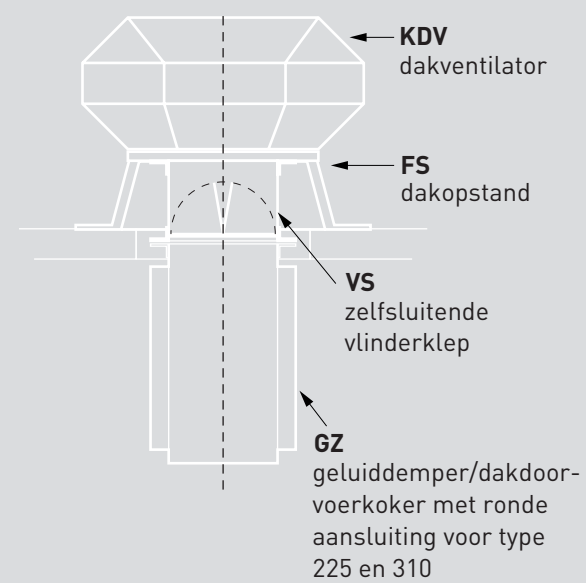 KDV
dakventilator
FS
dakopstand
VS
zelfsluitende
vlinderklep
GZ
geluiddemper/dakdoor-
voerkoker met ronde
aansluiting voor type
225 en 310